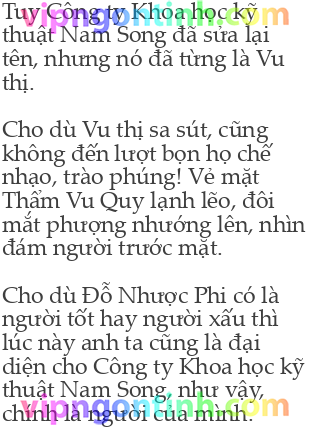 Tuy Công ty Khoa học kỹ
thuật Nam Song đã sửa lại
tên, nhưng nó đã từng là Vu
thị.
Cho dù Vu thị sa sút, cũng
không đến lượt bọn họ chế
nhạo, trào phúng! Vẻ mặt
Thẩm Vu Quy lạnh lẽo, đôi
mắt phượng nhướng lên, nhìn
đám người trước mặt.
Cho dù Đỗ Nhược Phi có là
người tốt hay người xấu thì
lúc này anh ta cũng là đại
diện cho Công ty Khoa học kỹ
thuật Nam Song, như vậy,
chính là người của mình.
vipngontinh.com
vipngontinh.com